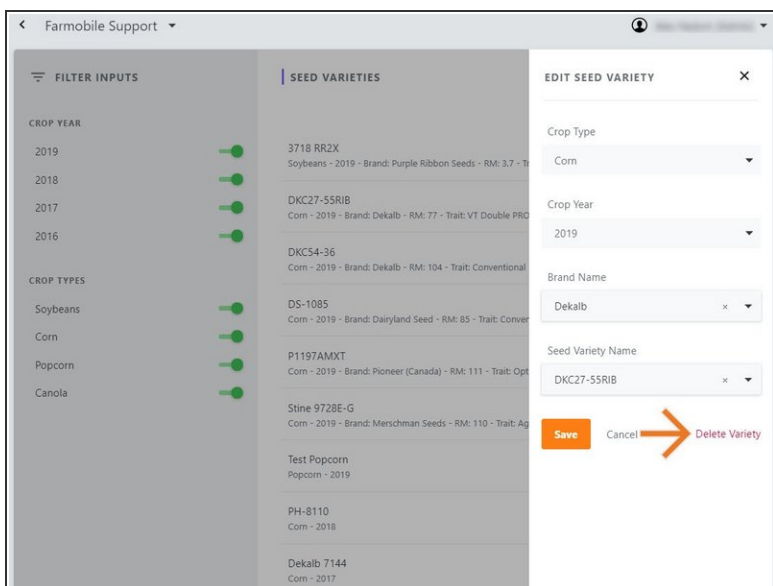 Farmobile Support
FILTER INPUTS
CROP YEAR
2019
2018
2017
2016
CROP TYPES
Soybeans
Corn
Popcorn
Canola
SEED VARIETIES
3718 RR2X
Soybeans - 2019 - Brand: Purple Ribbon Seeds - RM: 3.7 -
DKC27-55RIB
Corn - 2019 - Brand: Dekalb - RM: 77 - Trait: VT Double PRO
DKC54-36
Corn - 2019 - Brand: Dekalb - RM: 104 - Trait: Conventional
DS-1085
Corn - 2019 - Brand: Dairyland Seed - RM: 85 - Trait: Conver
P1197AMXT
Corn - 2019 - Brand: Pioneer (Canada) - RM: 111 - Trait: Opt
Stine 9728E-G
Corn - 2019 - Brand: Merschman Seeds - RM: 110 - Trait: Ag
Test Popcorn
Popcorn - 2019
PH-8110
Corn - 2018
Dekalb 7144
Corn - 2017
EDIT SEED VARIETY
Crop Type
Corn
Crop Year
2019
Brand Name
Dekalb
Seed Variety Name
DKC27-55RIB
Save Cancel Delete Variety